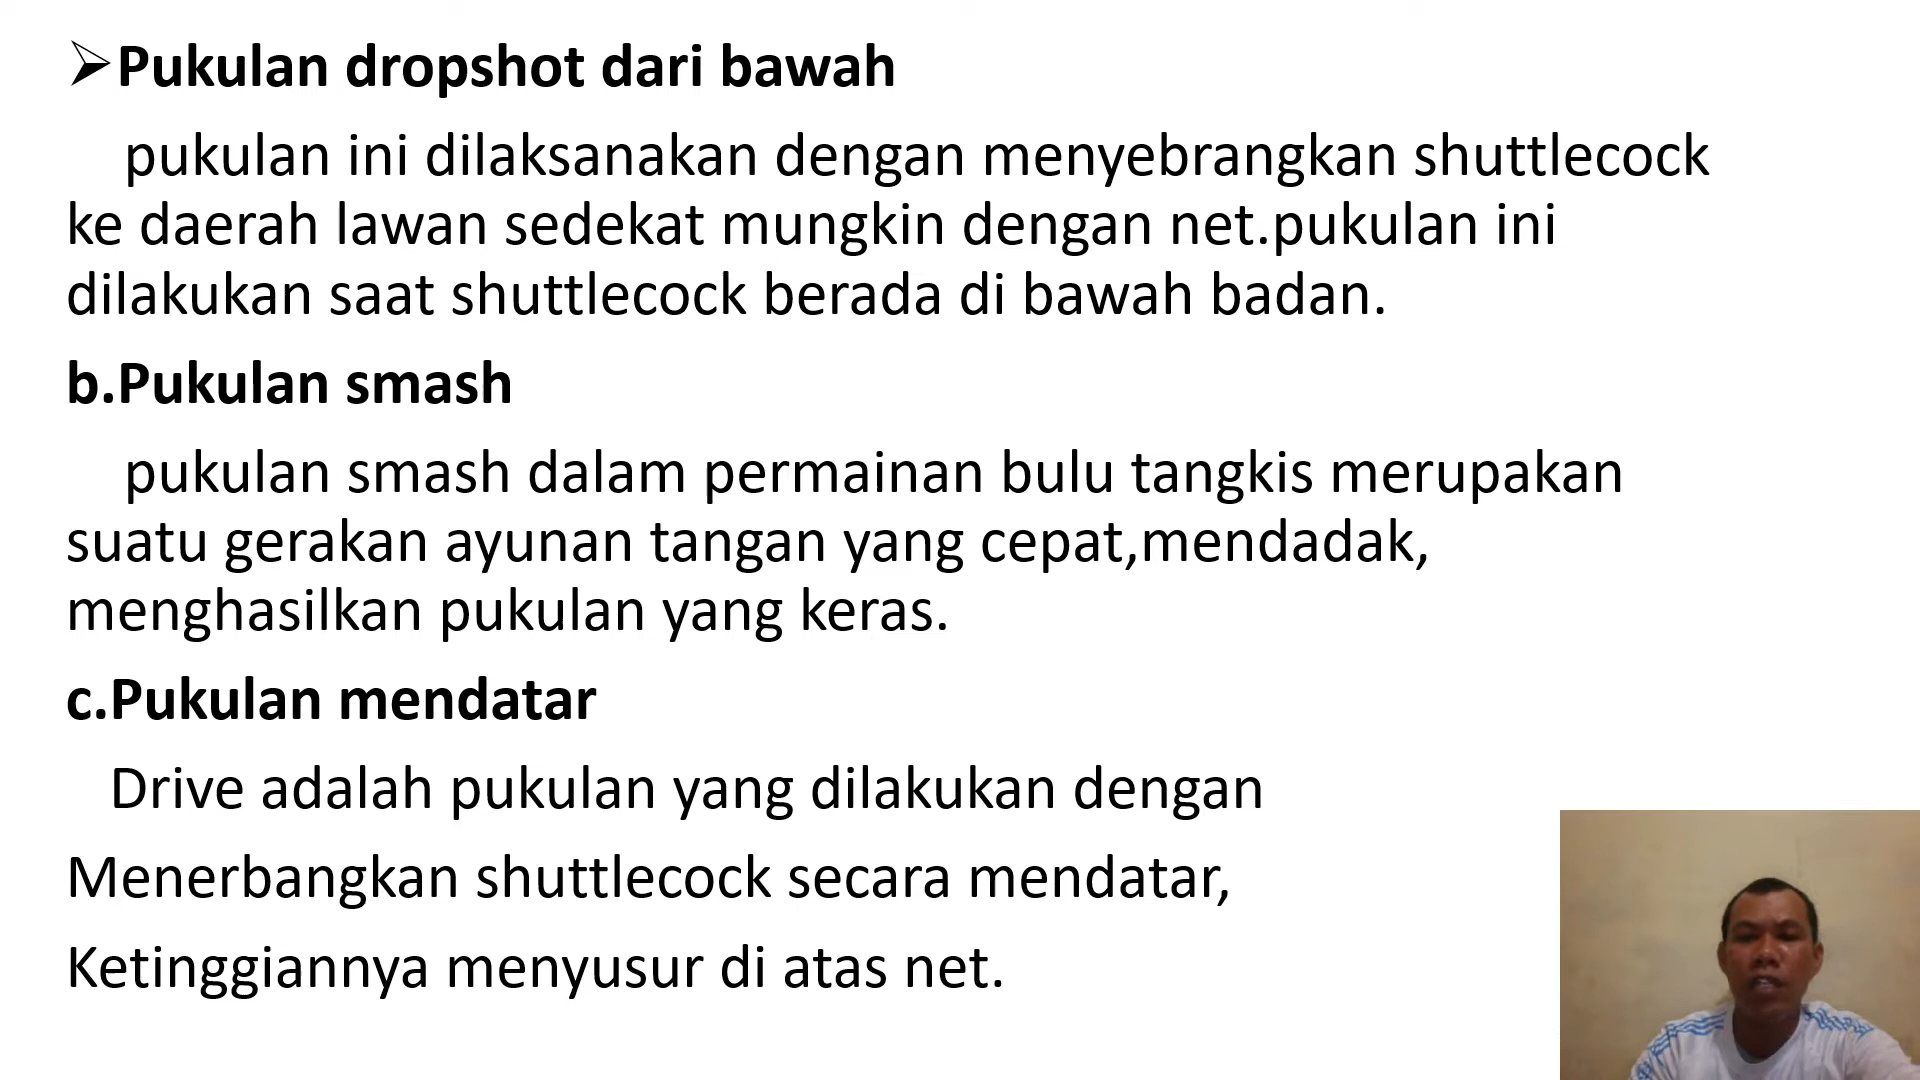 Pukulan dropshot dari bawah
pukulan ini dilaksanakan dengan menyebrangkan shuttlecock
ke daerah lawan sedekat mungkin dengan net.pukulan ini
dilakukan saat shuttlecock berada di bawah badan.
b.Pukulan smash
pukulan smash dalam permainan bulu tangkis merupakan
suatu gerakan ayunan tangan yang cepat,mendadak,
menghasilkan pukulan yang keras.
c.Pukulan mendatar
Drive adalah pukulan yang dilakukan dengan
Menerbangkan shuttlecock secara mendatar,
Ketinggiannya menyusur di atas net.